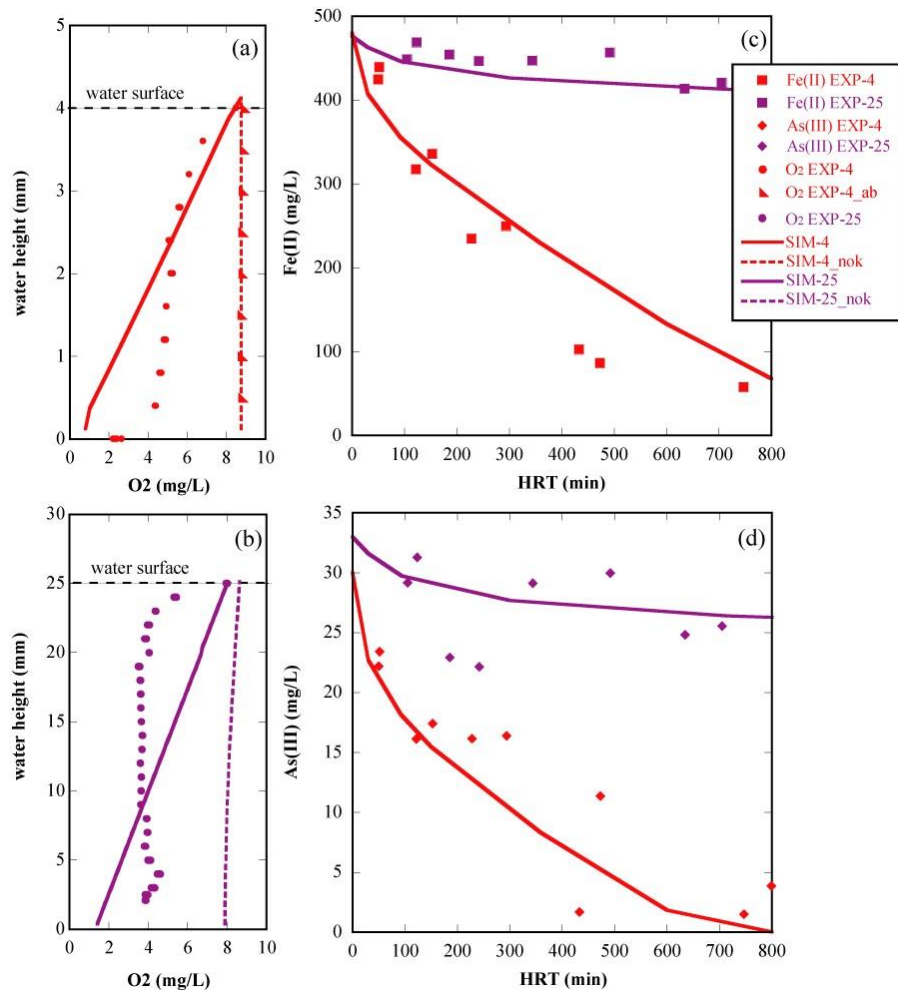 (a)
water height (mm)
5
4
3
2
1
0
water surface
0 2 4 6 8 10
O2 (mg/L)
(c)
Fe(II) (mg/L)
500
400
300
200
100
0
0 100 200 300 400 500 600 700 800
HRT (min)
Fe(II) EXP-4
Fe(II) EXP-25
As(III) EXP-4
As(III) EXP-25
O2 EXP-4
O2 EXP-4_ab
O2 EXP-25
SIM-4
SIM-4_nok
SIM-25
SIM-25_nok
(b)
water height (mm)
30
25
20
15
10
5
0
water surface
0 2 4 6 8 10
O2 (mg/L)
(d)
As(III) (mg/L)
35
30
25
20
15
10
5
0
0 100 200 300 400 500 600 700 800
HRT (min)